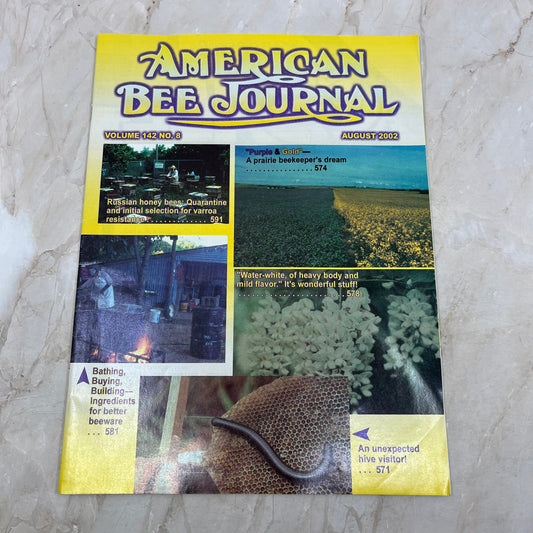 AMERICAN
BEE JOURNAL
VOLUME 142 NO. 8
AUGUST 2002
"Purple & Gold"—
A prairie beekeeper's dream
. . . . . . . . . . . . . . . . . 574
Russian honey bees: Quarantine
and initial selection for varroa
resistance . . . . . . . . . . . . . . 591
"Water-white, of heavy body and
mild flavor." It's wonderful stuff!
. . . . . . . . . . . . . . . . . . . . . . . 578
Bathing,
Buying,
Building—
Ingredients
for better
beeware
. . . 581
An unexpected
hive visitor!
. . . 571